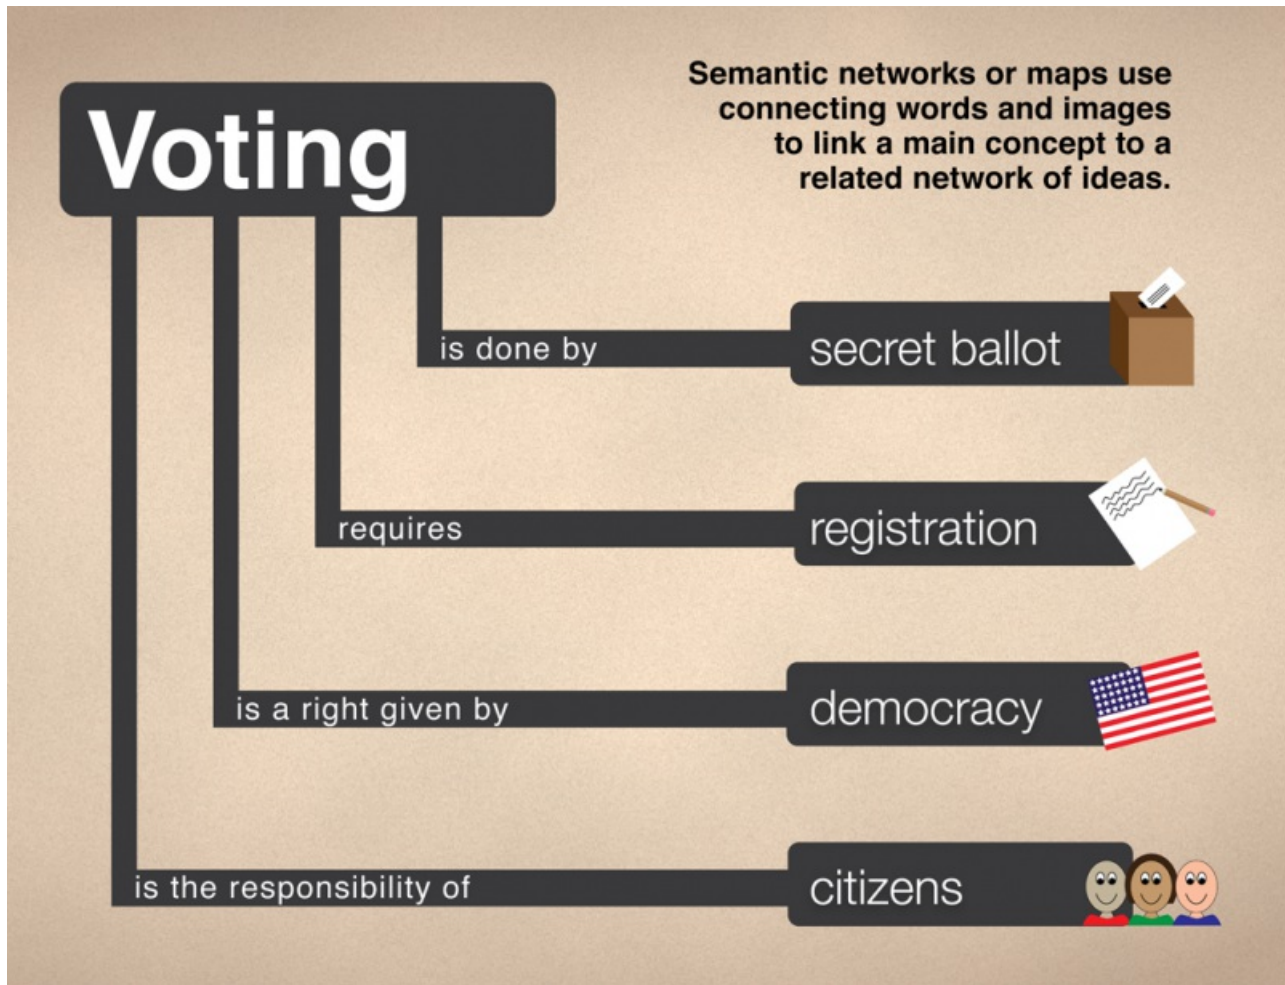 Voting
Semantic networks or maps use
connecting words and images
to link a main concept to a
related network of ideas.
is done by
secret ballot
requires
registration
is a right given by
democracy
is the responsibility of
citizens